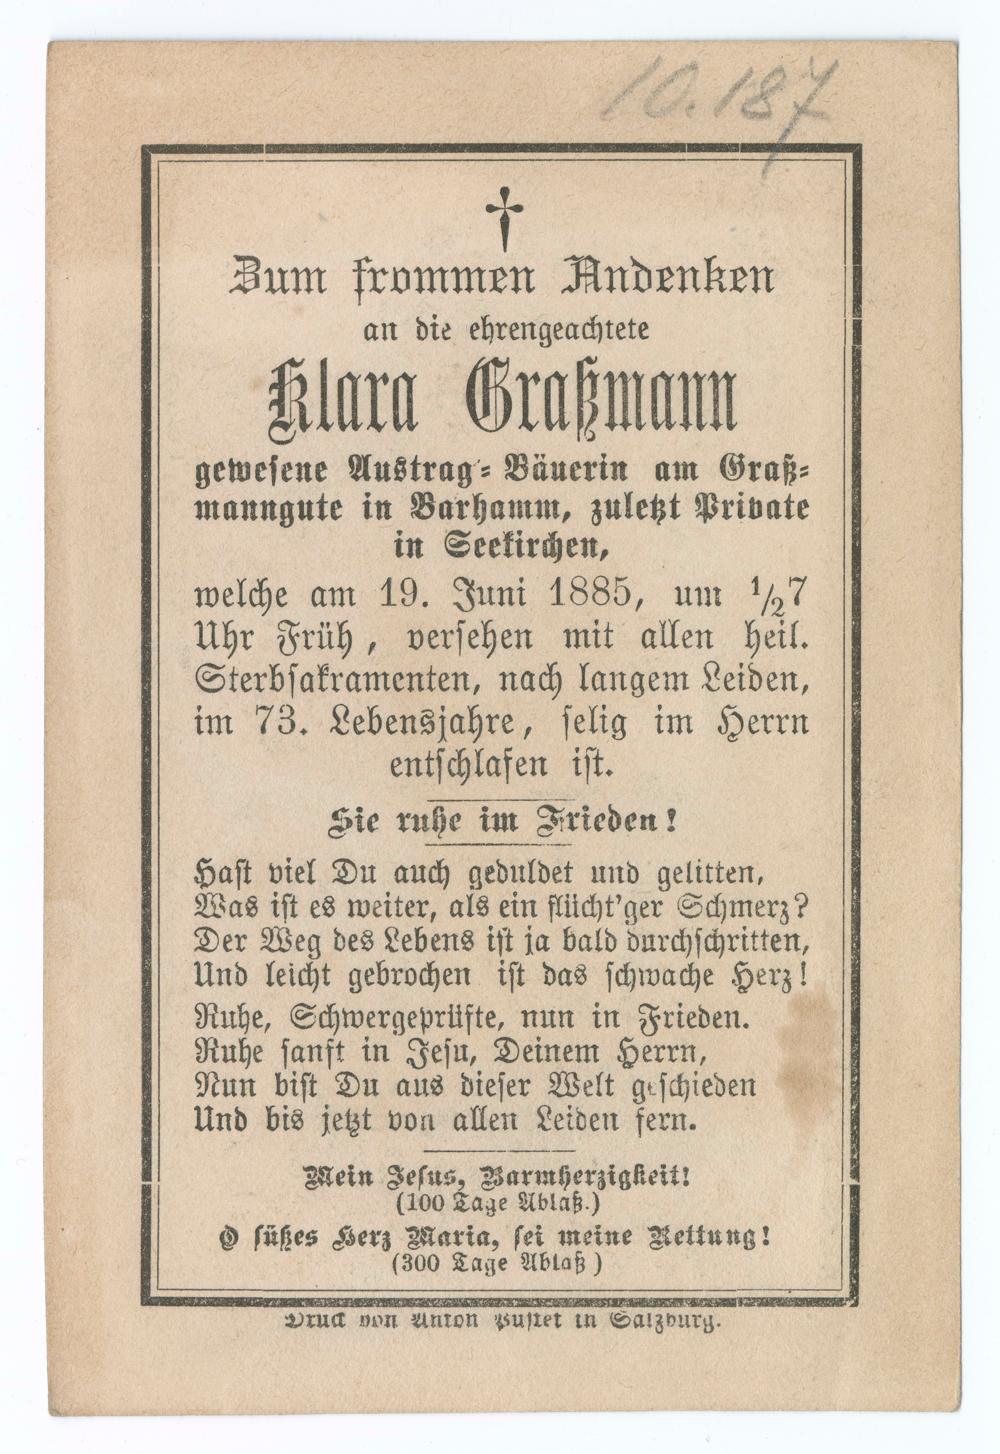 10.187
Zum frommen Andenken
an die ehrengeachtete
Klara Graßmann
gewesene Austrag-Bäuerin am Graß-
manngute in Barhamm, zuletzt Private
in Seekirchen,
welche am 19. Juni 1885, um 1/27
Uhr Früh, versehen mit allen heil.
Sterbsakramenten, nach langem Leiden,
im 73. Lebensjahre, selig im Herrn
entschlafen ist.
Sie ruhe im Frieden!
Hast viel Du auch geduldet und gelitten,
Was ist es weiter, als ein flücht'ger Schmerz?
Der Weg des Lebens ist ja bald durchschritten,
Und leicht gebrochen ist das schwache Herz!
Ruhe, Schwergeprüfte, nun in Frieden.
Ruhe sanft in Jesu, Deinem Herrn,
Nun bist Du aus dieser Welt geschieden
Und bis jetzt von allen Leiden fern.
Mein Jesus, Barmherzigkeit!
(100 Tage Ablaß.)
O süßes Herz Maria, sei meine Rettung!
(300 Tage Ablaß)
Druck von Anton Pustet in Salzburg.